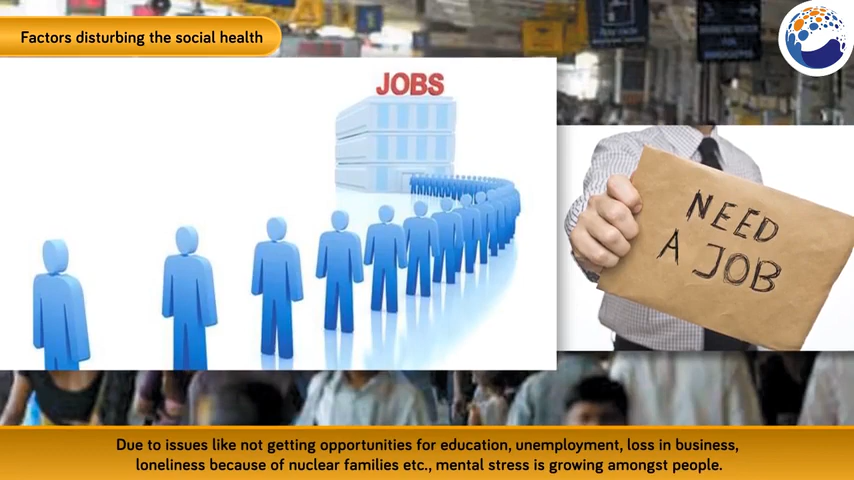 Factors disturbing the social health
JOBS
NEED
A JOB
Due to issues like not getting opportunities for education, unemployment, loss in business,
loneliness because of nuclear families etc., mental stress is growing amongst people.